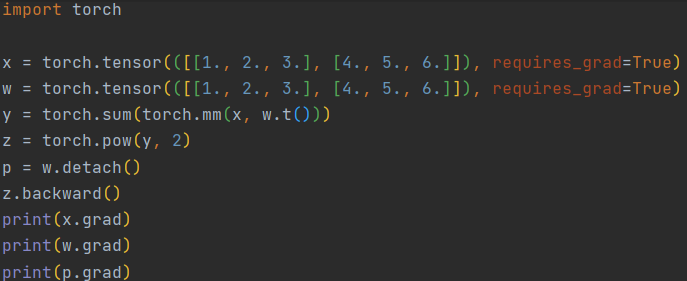 import torch
x = torch.tensor(([[1., 2., 3.], [4., 5., 6.]]), requires_grad=True)
w = torch.tensor(([[1., 2., 3.], [4., 5., 6.]]), requires_grad=True)
y = torch.sum(torch.mm(x, w.t()))
z = torch.pow(y, 2)
p = w.detach()
z.backward()
print(x.grad)
print(w.grad)
print(p.grad)